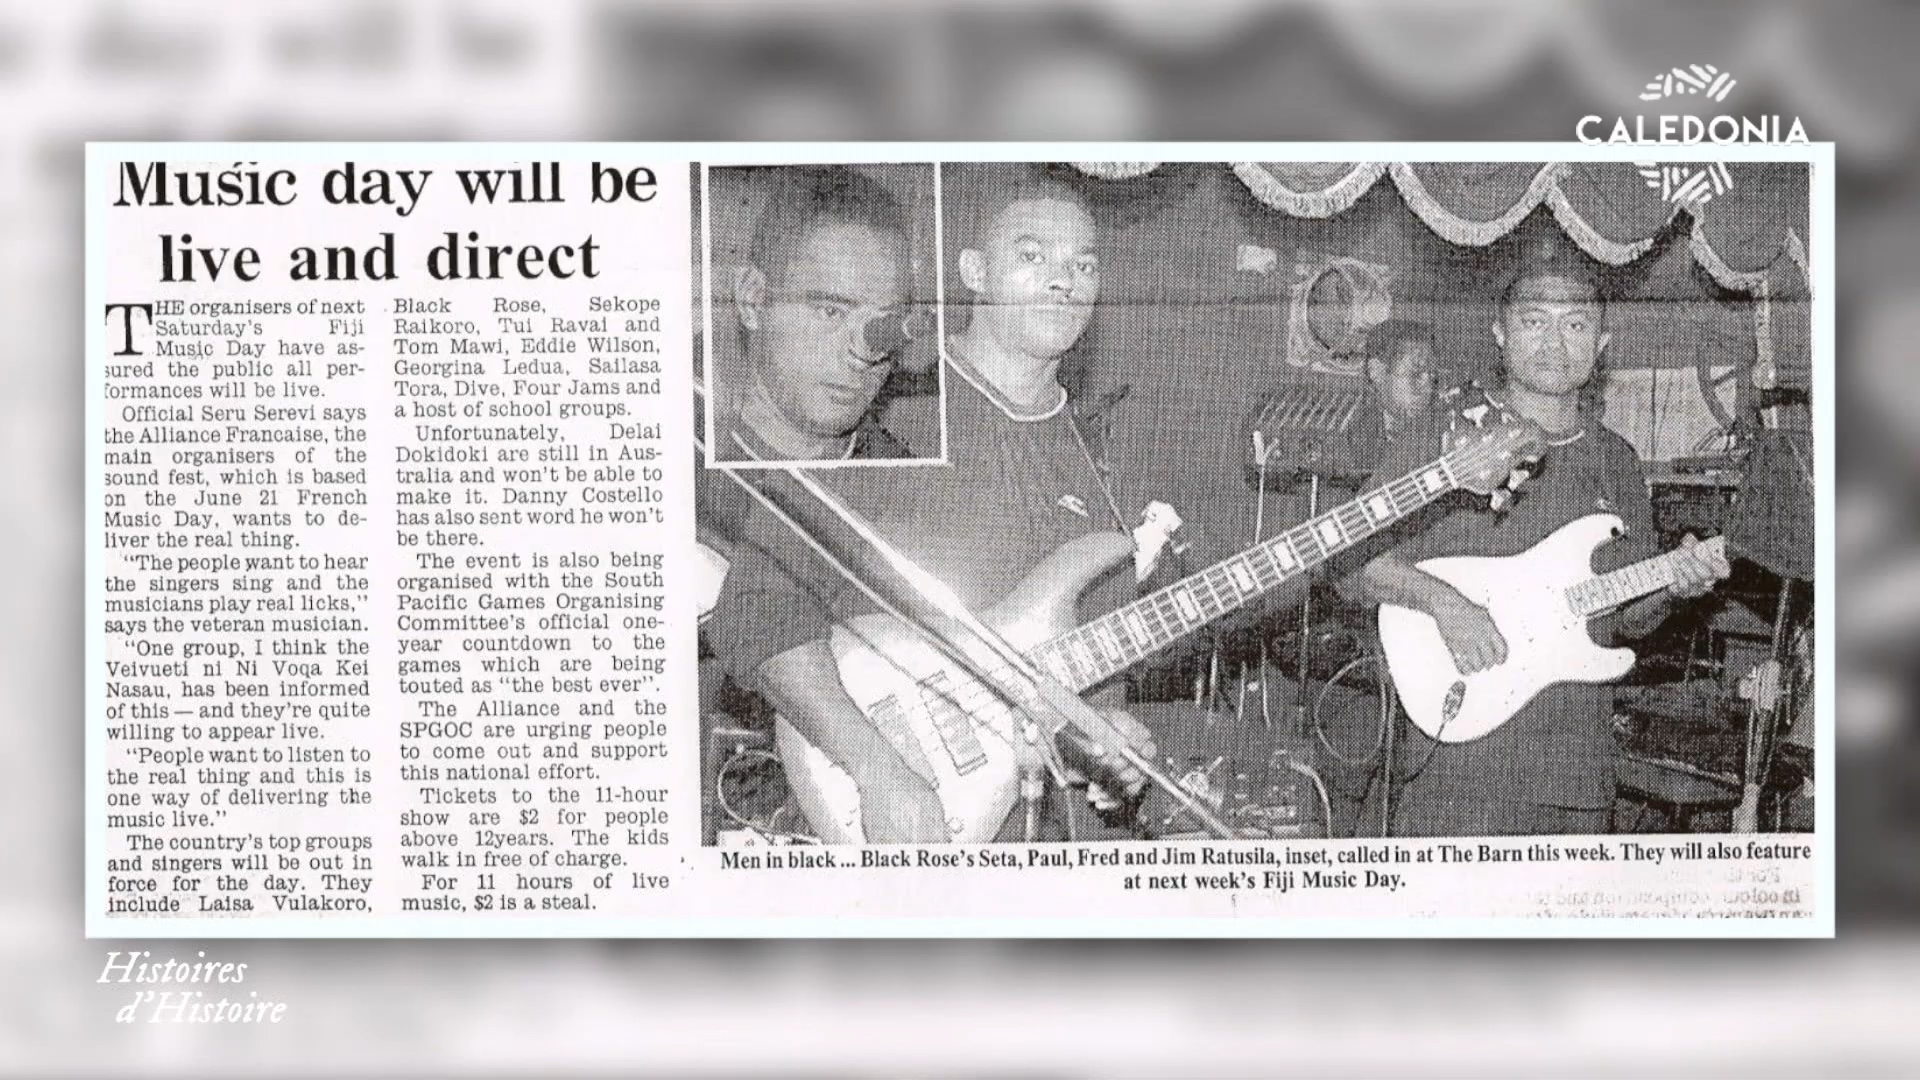 CALEDONIA
Music day will be
live and direct
THE organisers of next
Saturday's Fiji
Music Day have as-
sured the public all per-
formances will be live.
Official Seru Serevi says
the Alliance Francaise, the
main organisers of the
sound fest, which is based
on the June 21 French
Music Day, wants to de-
liver the real thing.
"The people want to hear
the singers sing and the
musicians play real licks,"
says the veteran musician.
"One group, I think the
Veivueti ni Ni Voqa Kei
Nasau, has been informed
of this — and they're quite
willing to appear live.
"People want to listen to
the real thing and this is
one way of delivering the
music live."
The country's top groups
and singers will be out in
force for the day. They
include Laisa Vulakoro,
Black Rose, Sekope
Raikoro, Tui Ravai and
Tom Mawi, Eddie Wilson,
Georgina Ledua, Sailasa
Tora, Dive, Four Jams and
a host of school groups.
Unfortunately, Delai
Dokidoki are still in Aus-
tralia and won't be able to
make it. Danny Costello
has also sent word he won't
be there.
The event is also being
organised with the South
Pacific Games Organising
Committee's official one-
year countdown to the
games which are being
touted as "the best ever".
The Alliance and the
SPGOC are urging people
to come out and support
this national effort.
Tickets to the 11-hour
show are $2 for people
above 12years. The kids
walk in free of charge.
For 11 hours of live
music, $2 is a steal.
Men in black ... Black Rose's Seta, Paul, Fred and Jim Ratusila, inset, called in at The Barn this week. They will also feature
at next week's Fiji Music Day.
Histoires
d'Histoire